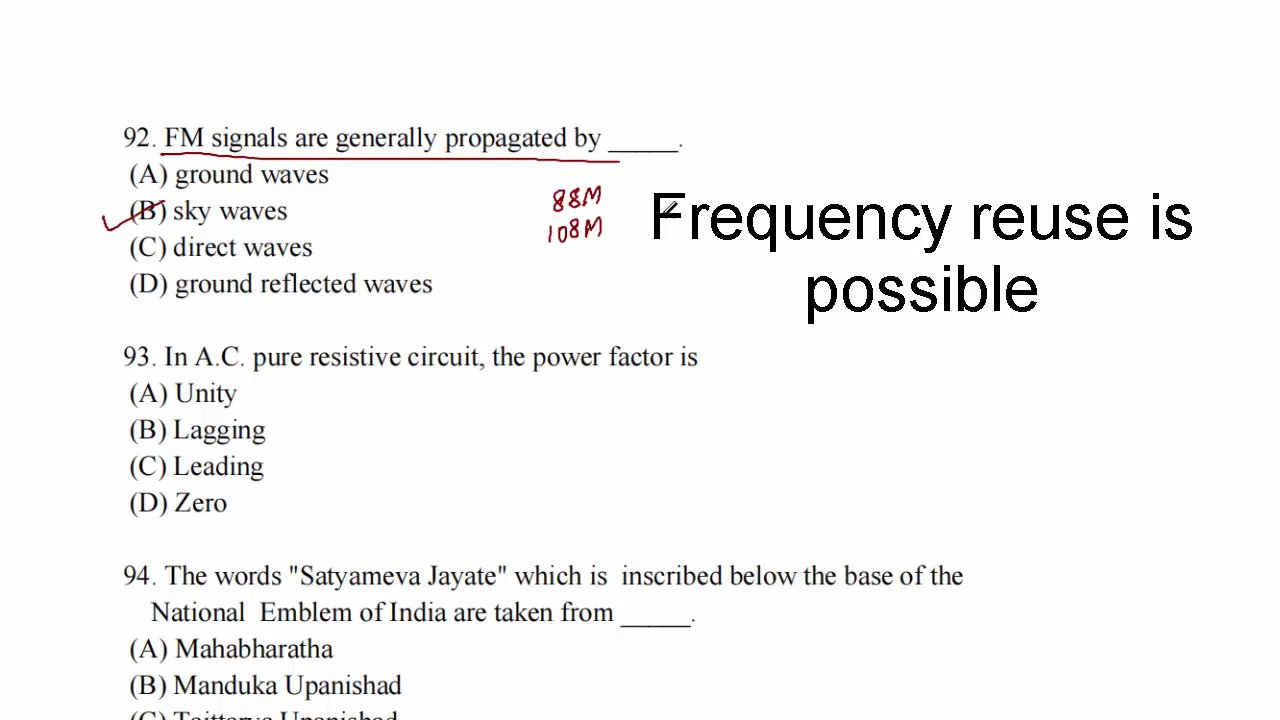 92. FM signals are generally propagated by _____.
(A) ground waves
(B) sky waves
(C) direct waves
(D) ground reflected waves
88M
108M
Frequency reuse is
possible
93. In A.C. pure resistive circuit, the power factor is
(A) Unity
(B) Lagging
(C) Leading
(D) Zero
94. The words "Satyameva Jayate" which is inscribed below the base of the
National Emblem of India are taken from _____.
(A) Mahabharatha
(B) Manduka Upanishad
(C) Taittarya Upanishad